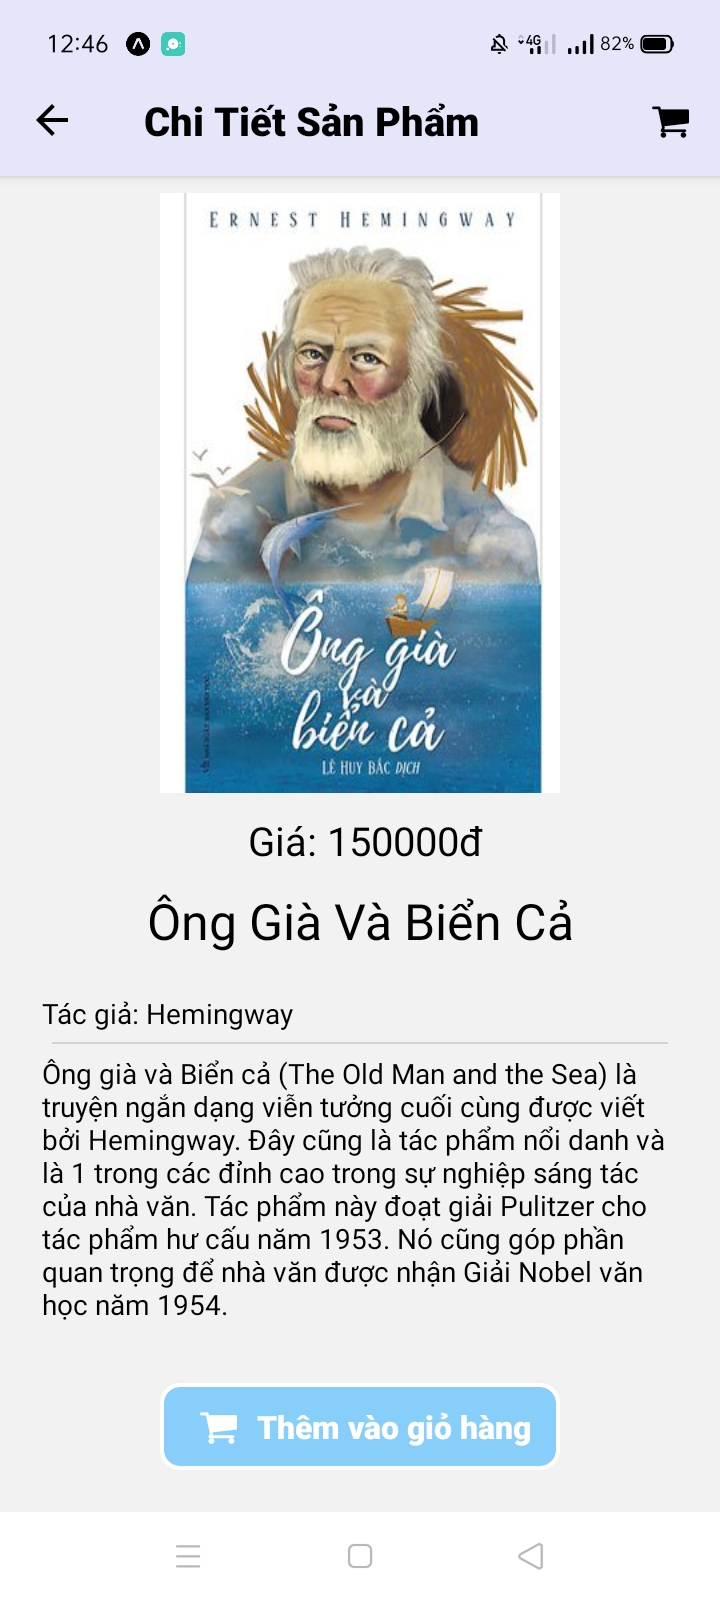 12:46
4G
82%
Chi Tiết Sản Phẩm
ERNEST HEMINGWAY
Ông già
và
biển cả
LÊ HUY BẮC DỊCH
Giá: 150000đ
Ông Già Và Biển Cả
Tác giả: Hemingway
Ông già và Biển cả (The Old Man and the Sea) là
truyện ngắn dạng viễn tưởng cuối cùng được viết
bởi Hemingway. Đây cũng là tác phẩm nổi danh và
là 1 trong các đỉnh cao trong sự nghiệp sáng tác
của nhà văn. Tác phẩm này đoạt giải Pulitzer cho
tác phẩm hư cấu năm 1953. Nó cũng góp phần
quan trọng để nhà văn được nhận Giải Nobel văn
học năm 1954.
Thêm vào giỏ hàng